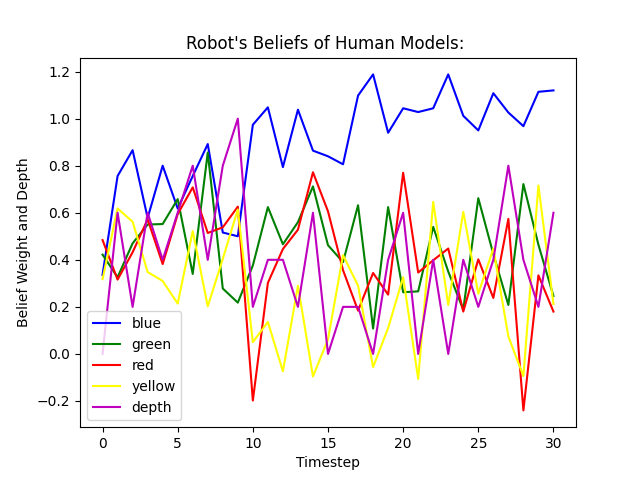 Robot's Beliefs of Human Models:
Belief Weight and Depth
1.2
1.0
0.8
0.6
0.4
0.2
0.0
−0.2
blue
green
red
yellow
depth
0 5 10 15 20 25 30
Timestep